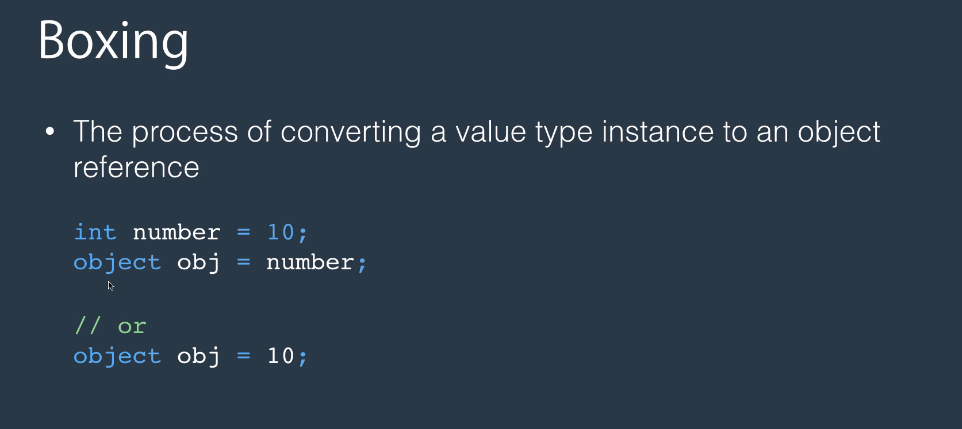 Boxing
• The process of converting a value type instance to an object
reference
int number = 10;
object obj = number;
// or
object obj = 10;